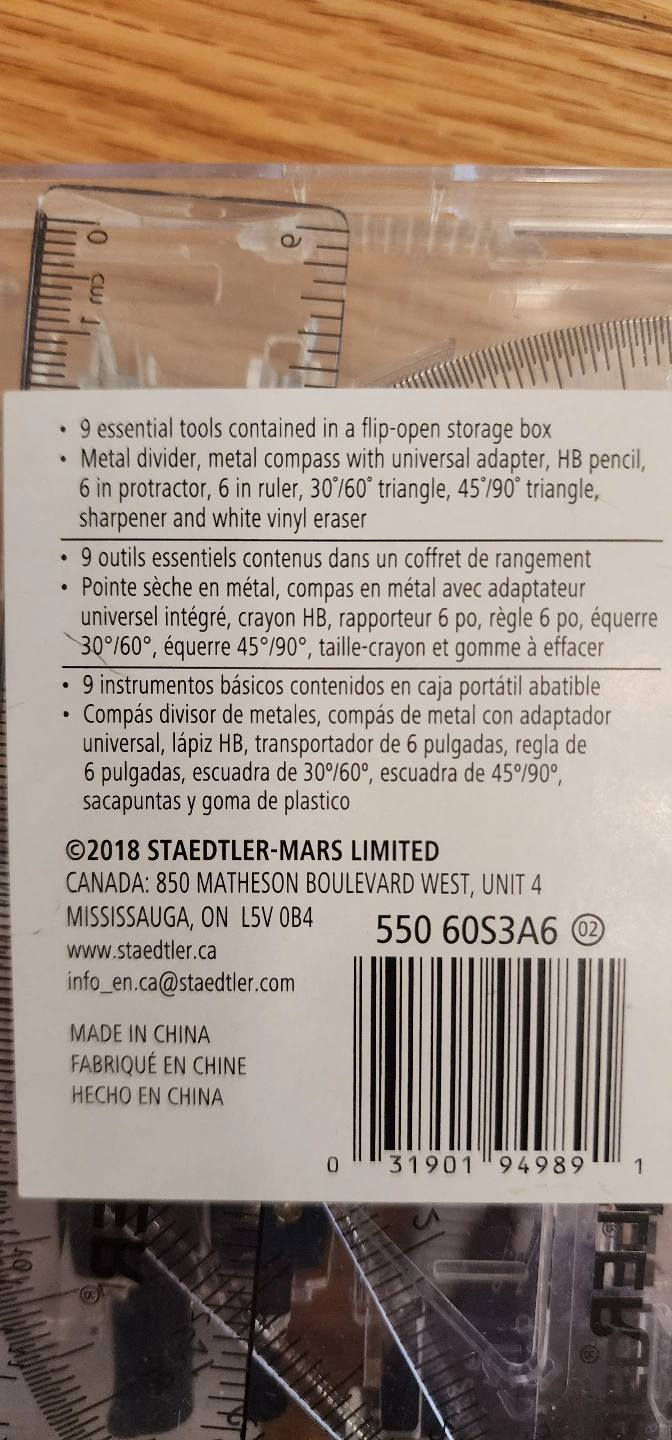 0
cm 1
6
• 9 essential tools contained in a flip-open storage box
• Metal divider, metal compass with universal adapter, HB pencil,
6 in protractor, 6 in ruler, 30°/60° triangle, 45°/90° triangle,
sharpener and white vinyl eraser
• 9 outils essentiels contenus dans un coffret de rangement
• Pointe sèche en métal, compas en métal avec adaptateur
universel intégré, crayon HB, rapporteur 6 po, règle 6 po, équerre
30°/60°, équerre 45°/90°, taille-crayon et gomme à effacer
• 9 instrumentos básicos contenidos en caja portátil abatible
• Compás divisor de metales, compás de metal con adaptador
universal, lápiz HB, transportador de 6 pulgadas, regla de
6 pulgadas, escuadra de 30º/60º, escuadra de 45º/90º,
sacapuntas y goma de plastico
©2018 STAEDTLER-MARS LIMITED
CANADA: 850 MATHESON BOULEVARD WEST, UNIT 4
MISSISSAUGA, ON L5V 0B4
550 60S3A6 02
www.staedtler.ca
info_en.ca@staedtler.com
MADE IN CHINA
FABRIQUÉ EN CHINE
HECHO EN CHINA
0 31901 94989 1